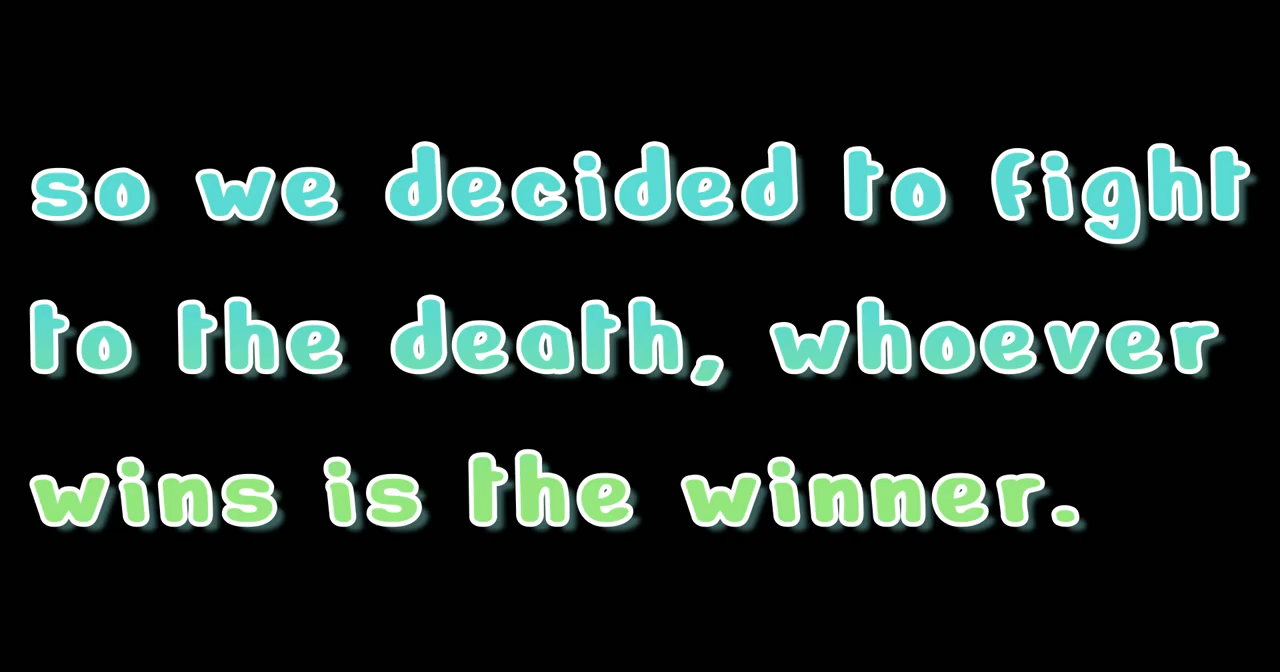 so we decided to fight
to the death, whoever
wins is the winner.